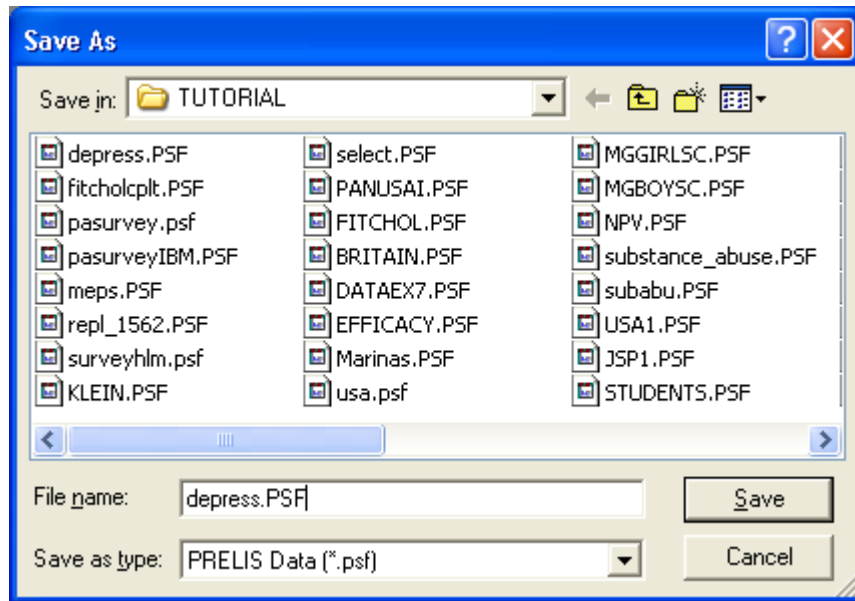 Save As
Save in: TUTORIAL
depress.PSF select.PSF MGGIRLSC.PSF
fitcholcplt.PSF PANUSAI.PSF MGBOYSC.PSF
pasurvey.psf FITCHOL.PSF NPV.PSF
pasurveyIBM.PSF BRITAIN.PSF substance_abuse.PSF
meps.PSF DATAEX7.PSF subabu.PSF
repl_1562.PSF EFFICACY.PSF USA1.PSF
surveyhlm.psf Marinas.PSF JSP1.PSF
KLEIN.PSF usa.psf STUDENTS.PSF
File name: depress.PSF Save
Save as type: PRELIS Data (*.psf) Cancel